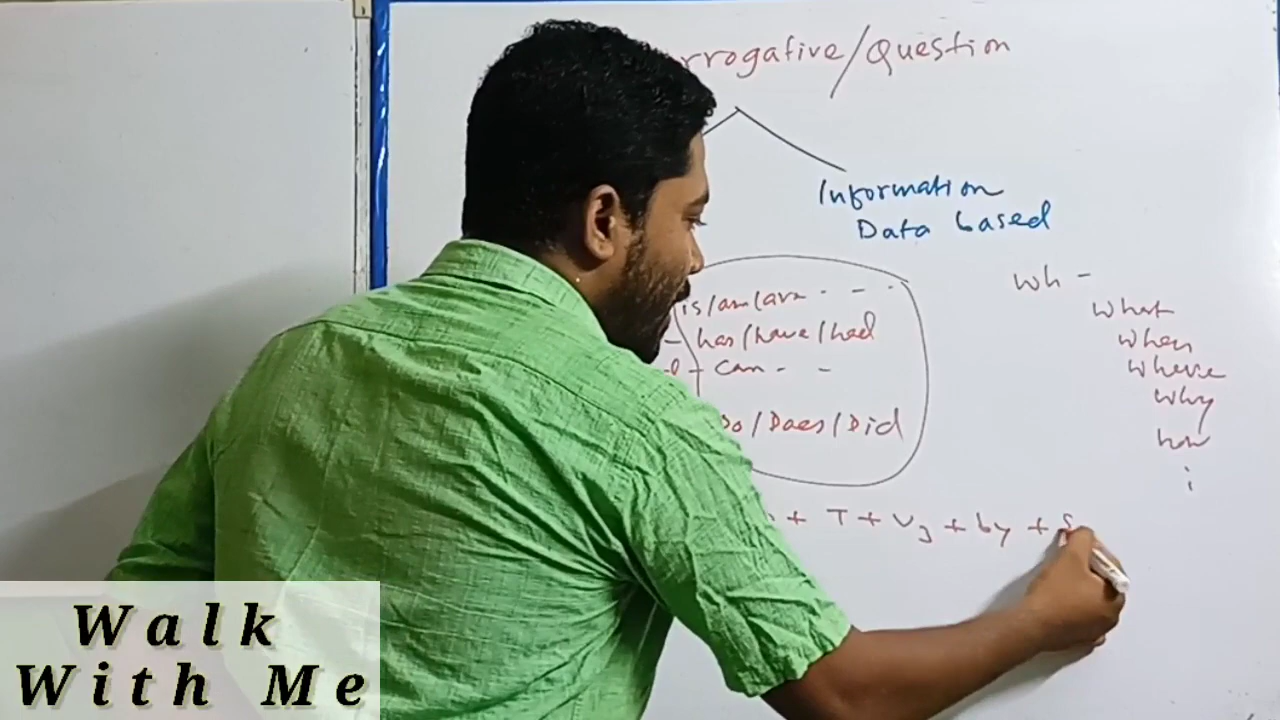 rrogative/Question
Information
Data based
is/am/are - - -
- has/have/had
- can - -
Do/Does/Did
wh -
what
when
where
why
how
+ T + V3 + by + S
Walk
With Me